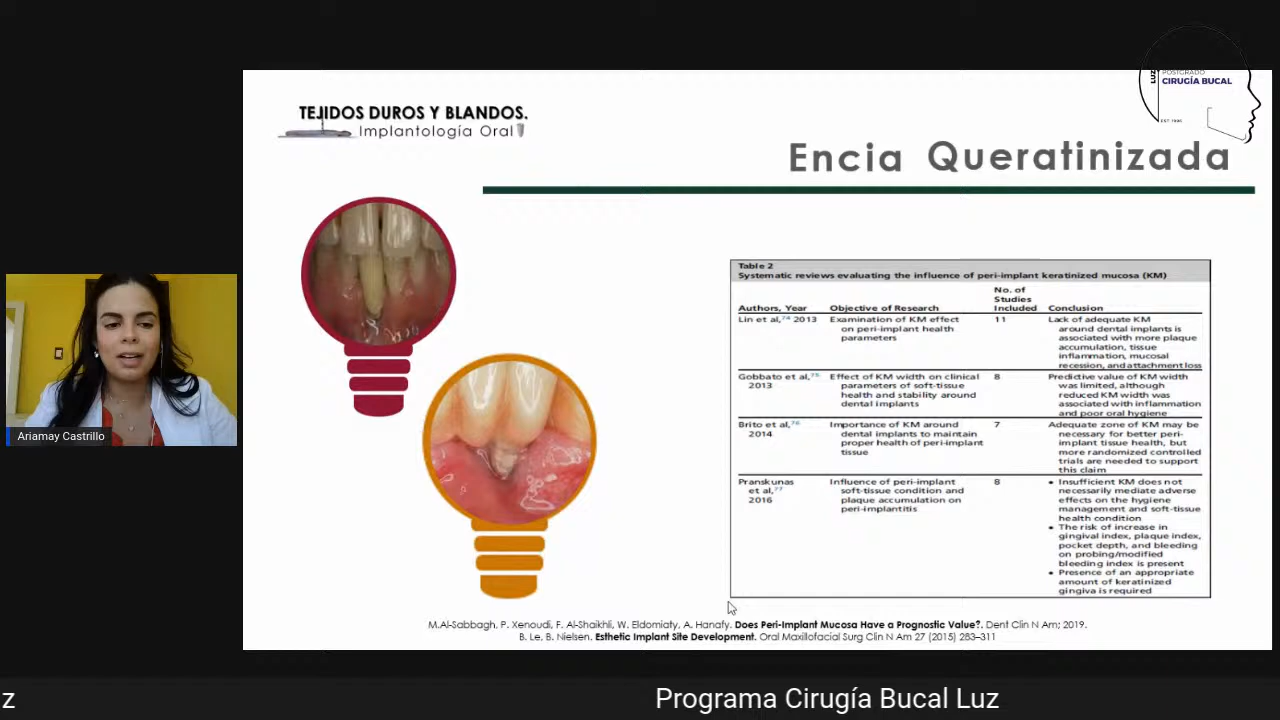 LUZ
POSTGRADO
CIRUGÍA BUCAL
EST 1995
TEJIDOS DUROS Y BLANDOS.
Implantología Oral
Encia Queratinizada
Table 2
Systematic reviews evaluating the influence of peri-implant keratinized mucosa (KM)
Authors, Year Objective of Research No. of Studies Included Conclusion
Lin et al,74 2013 Examination of KM effect 11 Lack of adequate KM
on peri-implant health around dental implants is
parameters associated with more plaque
accumulation, tissue
inflammation, mucosal
recession, and attachment loss
Gobbato et al,75 Effect of KM width on clinical 8 Predictive value of KM width
2013 parameters of soft-tissue was limited, although
health and stability around reduced KM width was
dental implants associated with inflammation
and poor oral hygiene
Brito et al,76 Importance of KM around 7 Adequate zone of KM may be
2014 dental implants to maintain necessary for better peri-
proper health of peri-implant implant tissue health, but
tissue more randomized controlled
trials are needed to support
this claim
Pranskunas Influence of peri-implant 8 • Insufficient KM does not
et al,77 soft-tissue condition and necessarily mediate adverse
2016 plaque accumulation on effects on the hygiene
peri-implantitis management and soft-tissue
health condition
• The risk of increase in
gingival index, plaque index,
pocket depth, and bleeding
on probing/modified
bleeding index is present
• Presence of an appropriate
amount of keratinized
gingiva is required
M.Al-Sabbagh, P. Xenoudi, F. Al-Shaikhli, W. Eldomiaty, A. Hanafy. Does Peri-Implant Mucosa Have a Prognostic Value?. Dent Clin N Am; 2019.
B. Le, B. Nielsen. Esthetic Implant Site Development. Oral Maxillofacial Surg Clin N Am 27 (2015) 283–311
Ariamay Castrillo
z
Programa Cirugía Bucal Luz